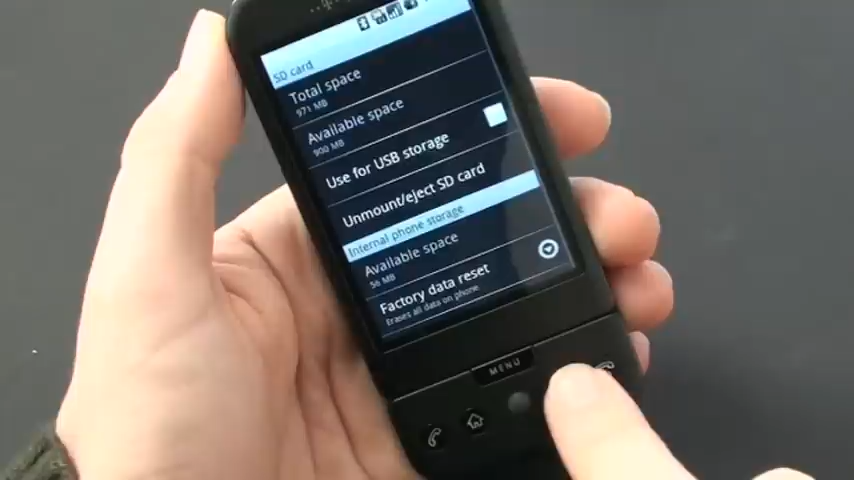 SD card
Total space
971 MB
Available space
900 MB
Use for USB storage
Unmount/eject SD card
Internal phone storage
Available space
56 MB
Factory data reset
Erases all data on phone
MENU